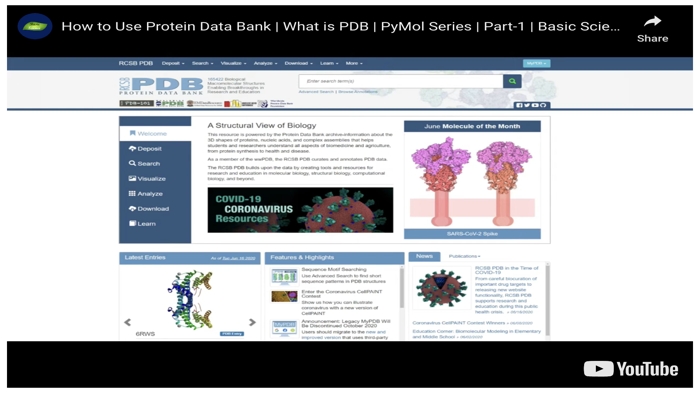 How to Use Protein Data Bank | What is PDB | PyMol Series | Part-1 | Basic Scie...
Share
RCSB PDB Deposit Search Visualize Analyze Download Learn More
MyPDB
RCSB PDB
PROTEIN DATA BANK
Biological
Macromolecular Structures
Enabling Breakthroughs in
Research and Education
Enter search term(s)
Advanced Search | Browse Annotations
PDB-101
Welcome
Deposit
Search
Visualize
Analyze
Download
Learn
A Structural View of Biology
This resource is powered by the Protein Data Bank archive-information about the
3D shapes of proteins, nucleic acids, and complex assemblies that helps
students and researchers understand all aspects of biomedicine and agriculture,
from protein synthesis to health and disease.
As a member of the wwPDB, the RCSB PDB curates and annotates PDB data.
The RCSB PDB builds upon the data by creating tools and resources for
research and education in molecular biology, structural biology, computational
biology, and beyond.
COVID-19
CORONAVIRUS
Resources
June Molecule of the Month
SARS-CoV-2 Spike
Latest Entries As of
6RWS
Features & Highlights
Sequence Motif Searching
Use Advanced Search to find short
sequence patterns in PDB structures
Enter the Coronavirus CellPAINT
Contest
Show us how you can illustrate
coronavirus with a new version of
CellPAINT
Announcement: Legacy MyPDB Will
Be Discontinued October 2020
Users should migrate to the new and
improved version that uses third-party
News Publications
RCSB PDB in the Time of
COVID-19
From careful biocuration of
important drug targets to
releasing new website
functionality, RCSB PDB
supports research and
education during this public
health crisis.
Coronavirus CellPAINT Contest Winners
Education Corner: Biomolecular Modeling in Elementary
and Middle School
YouTube